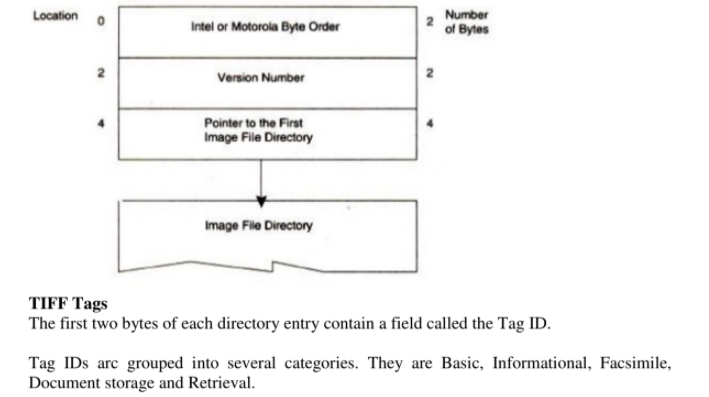 Location 0 Intel or Motorola Byte Order 2 Number
of Bytes
2 Version Number 2
4 Pointer to the First 4
Image File Directory
Image File Directory
TIFF Tags
The first two bytes of each directory entry contain a field called the Tag ID.
Tag IDs arc grouped into several categories. They are Basic, Informational, Facsimile,
Document storage and Retrieval.